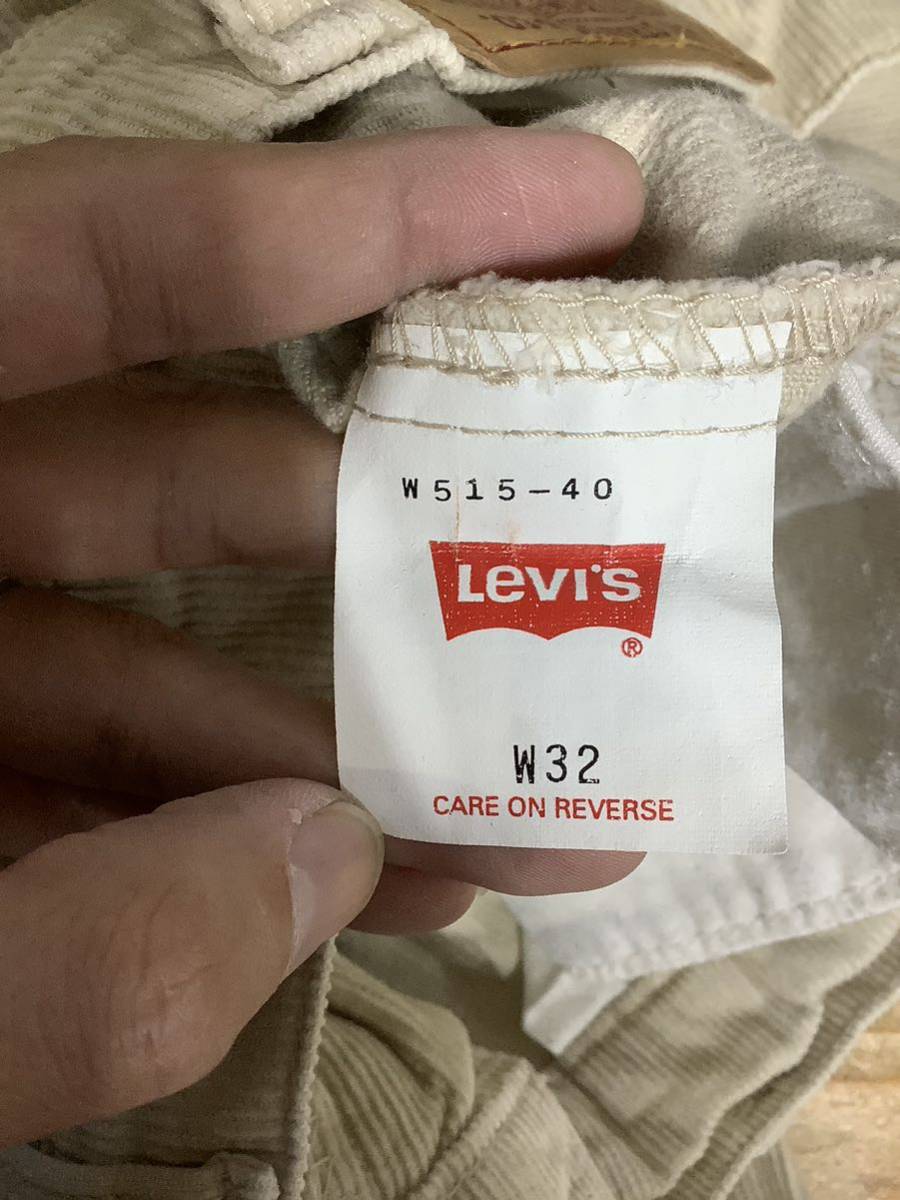 W515-40
Levi's
®
W32
CARE ON REVERSE